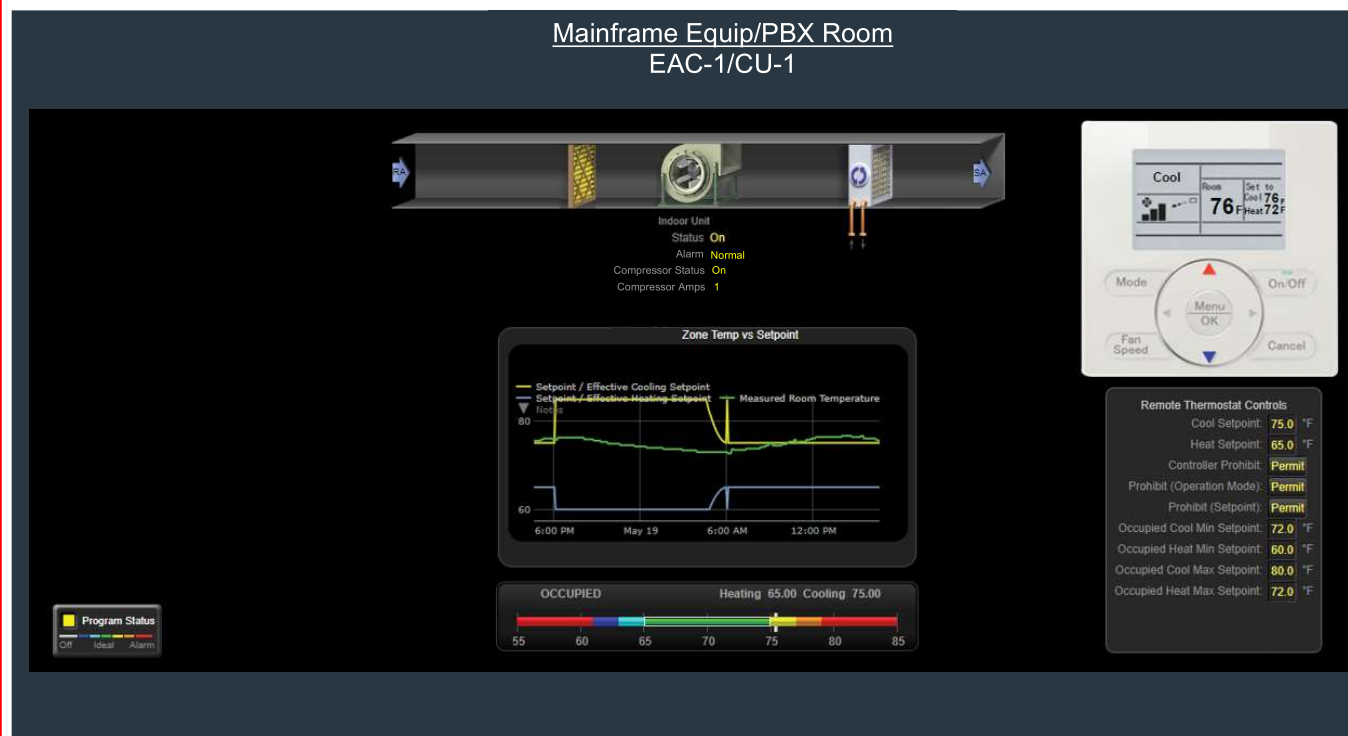 Mainframe Equip/PBX Room
EAC-1/CU-1
RA
SA
Indoor Unit
Status On
Alarm Normal
Compressor Status On
Compressor Amps 1
Cool
Room
76 F
Set to
Cool 76 F
Heat 72 F
Mode
On/Off
Menu
OK
Fan
Speed
Cancel
Zone Temp vs Setpoint
Setpoint / Effective Cooling Setpoint
Setpoint / Effective Heating Setpoint
Measured Room Temperature
Notes
80
60
6:00 PM May 19 6:00 AM 12:00 PM
OCCUPIED Heating 65.00 Cooling 75.00
55 60 65 70 75 80 85
Remote Thermostat Controls
Cool Setpoint: 75.0 °F
Heat Setpoint: 65.0 °F
Controller Prohibit: Permit
Prohibit (Operation Mode): Permit
Prohibit (Setpoint): Permit
Occupied Cool Min Setpoint: 72.0 °F
Occupied Heat Min Setpoint: 60.0 °F
Occupied Cool Max Setpoint: 80.0 °F
Occupied Heat Max Setpoint: 72.0 °F
Program Status
Off Ideal Alarm